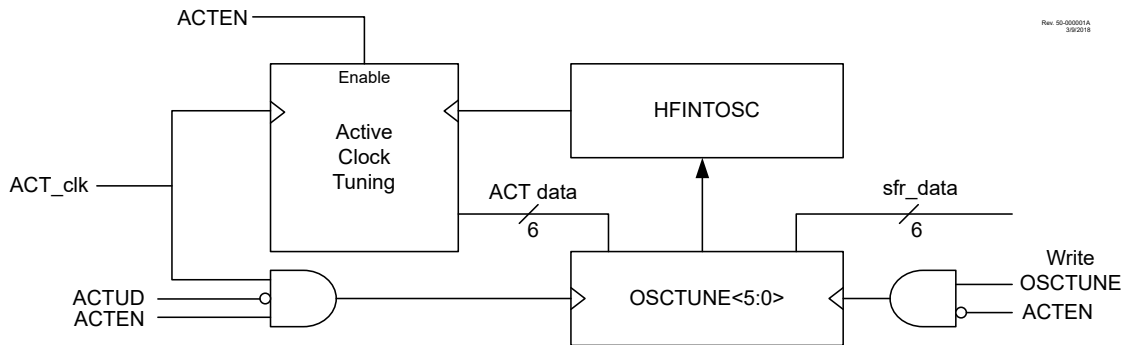 Rev. 50-000001A
3/9/2018
ACTEN
Enable
Active
Clock
Tuning
HFINTOSC
ACT_clk
ACT data
6
sfr_data
6
ACTUD
ACTEN
OSCTUNE<5:0>
Write
OSCTUNE
ACTEN